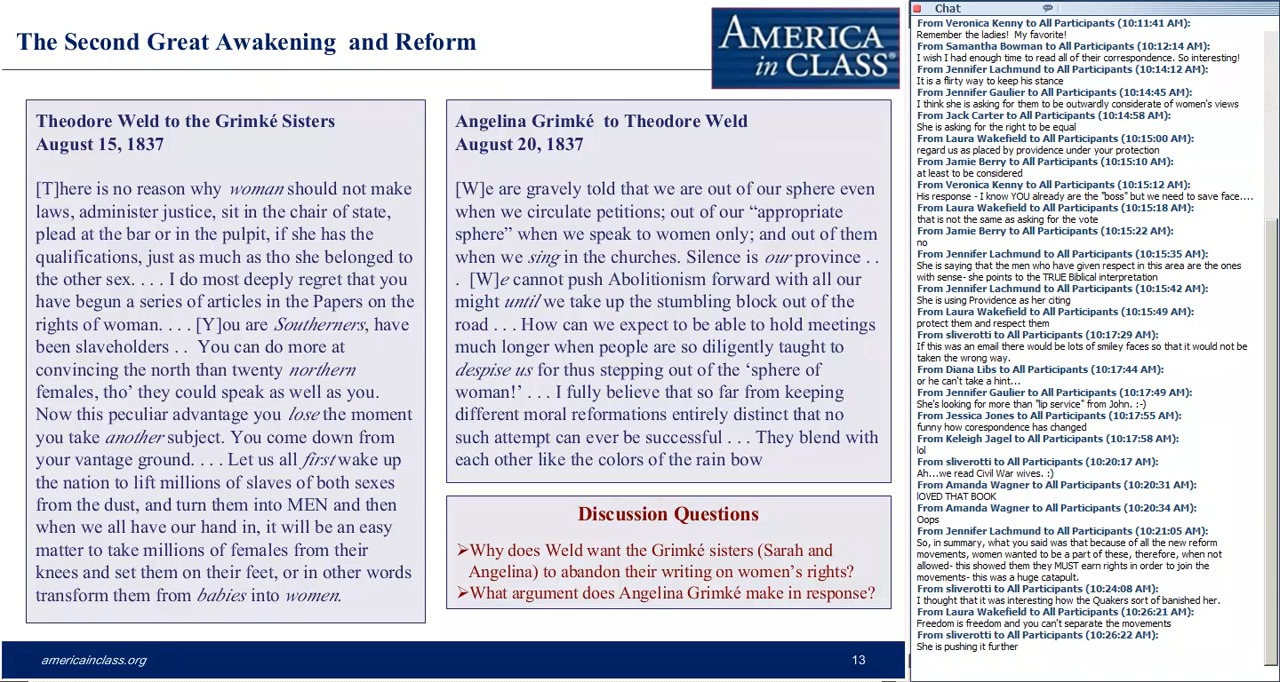 The Second Great Awakening and Reform
AMERICA
in CLASS®
Theodore Weld to the Grimké Sisters
August 15, 1837
[T]here is no reason why woman should not make
laws, administer justice, sit in the chair of state,
plead at the bar or in the pulpit, if she has the
qualifications, just as much as tho she belonged to
the other sex. . . . I do most deeply regret that you
have begun a series of articles in the Papers on the
rights of woman. . . . [Y]ou are Southerners, have
been slaveholders . . You can do more at
convincing the north than twenty northern
females, tho' they could speak as well as you.
Now this peculiar advantage you lose the moment
you take another subject. You come down from
your vantage ground. . . . Let us all first wake up
the nation to lift millions of slaves of both sexes
from the dust, and turn them into MEN and then
when we all have our hand in, it will be an easy
matter to take millions of females from their
knees and set them on their feet, or in other words
transform them from babies into women.
Angelina Grimké to Theodore Weld
August 20, 1837
[W]e are gravely told that we are out of our sphere even
when we circulate petitions; out of our “appropriate
sphere” when we speak to women only; and out of them
when we sing in the churches. Silence is our province . .
. [W]e cannot push Abolitionism forward with all our
might until we take up the stumbling block out of the
road . . . How can we expect to be able to hold meetings
much longer when people are so diligently taught to
despise us for thus stepping out of the ‘sphere of
woman!’ . . . I fully believe that so far from keeping
different moral reformations entirely distinct that no
such attempt can ever be successful . . . They blend with
each other like the colors of the rain bow
Discussion Questions
➢Why does Weld want the Grimké sisters (Sarah and
Angelina) to abandon their writing on women's rights?
➢What argument does Angelina Grimké make in response?
americainclass.org
13
Chat
From Veronica Kenny to All Participants (10:11:41 AM):
Remember the ladies! My favorite!
From Samantha Bowman to All Participants (10:12:14 AM):
I wish I had enough time to read all of their correspondence. So interesting!
From Jennifer Lachmund to All Participants (10:14:12 AM):
It is a flirty way to keep his stance
From Jennifer Gaulier to All Participants (10:14:45 AM):
I think she is asking for them to be outwardly considerate of women's views
From Jack Carter to All Participants (10:14:58 AM):
She is asking for the right to be equal
From Laura Wakefield to All Participants (10:15:00 AM):
regard us as placed by providence under your protection
From Jamie Berry to All Participants (10:15:10 AM):
at least to be considered
From Veronica Kenny to All Participants (10:15:12 AM):
His response - I know YOU already are the "boss" but we need to save face....
From Laura Wakefield to All Participants (10:15:18 AM):
that is not the same as asking for the vote
From Jamie Berry to All Participants (10:15:22 AM):
no
From Jennifer Lachmund to All Participants (10:15:35 AM):
She is saying that the men who have given respect in this area are the ones
with sense- she points to the TRUE Biblical interpretation
From Jennifer Lachmund to All Participants (10:15:42 AM):
She is using Providence as her citing
From Laura Wakefield to All Participants (10:15:49 AM):
protect them and respect them
From sliverotti to All Participants (10:17:29 AM):
If this was an email there would be lots of smiley faces so that it would not be
taken the wrong way.
From Diana Libs to All Participants (10:17:44 AM):
or he can't take a hint...
From Jennifer Gaulier to All Participants (10:17:49 AM):
She's looking for more than "lip service" from John. :-)
From Jessica Jones to All Participants (10:17:55 AM):
funny how corespondence has changed
From Keleigh Jagel to All Participants (10:17:58 AM):
lol
From sliverotti to All Participants (10:20:17 AM):
Ah...we read Civil War wives. :)
From Amanda Wagner to All Participants (10:20:31 AM):
lOVED THAT BOOK
From Amanda Wagner to All Participants (10:20:34 AM):
Oops
From Jennifer Lachmund to All Participants (10:21:05 AM):
So, in summary, what you said was that because of all the new reform
movements, women wanted to be a part of these, therefore, when not
allowed- this showed them they MUST earn rights in order to join the
movements- this was a huge catapult.
From sliverotti to All Participants (10:24:08 AM):
I thought that it was interesting how the Quakers sort of banished her.
From Laura Wakefield to All Participants (10:26:21 AM):
Freedom is freedom and you can't separate the movements
From sliverotti to All Participants (10:26:22 AM):
She is pushing it further